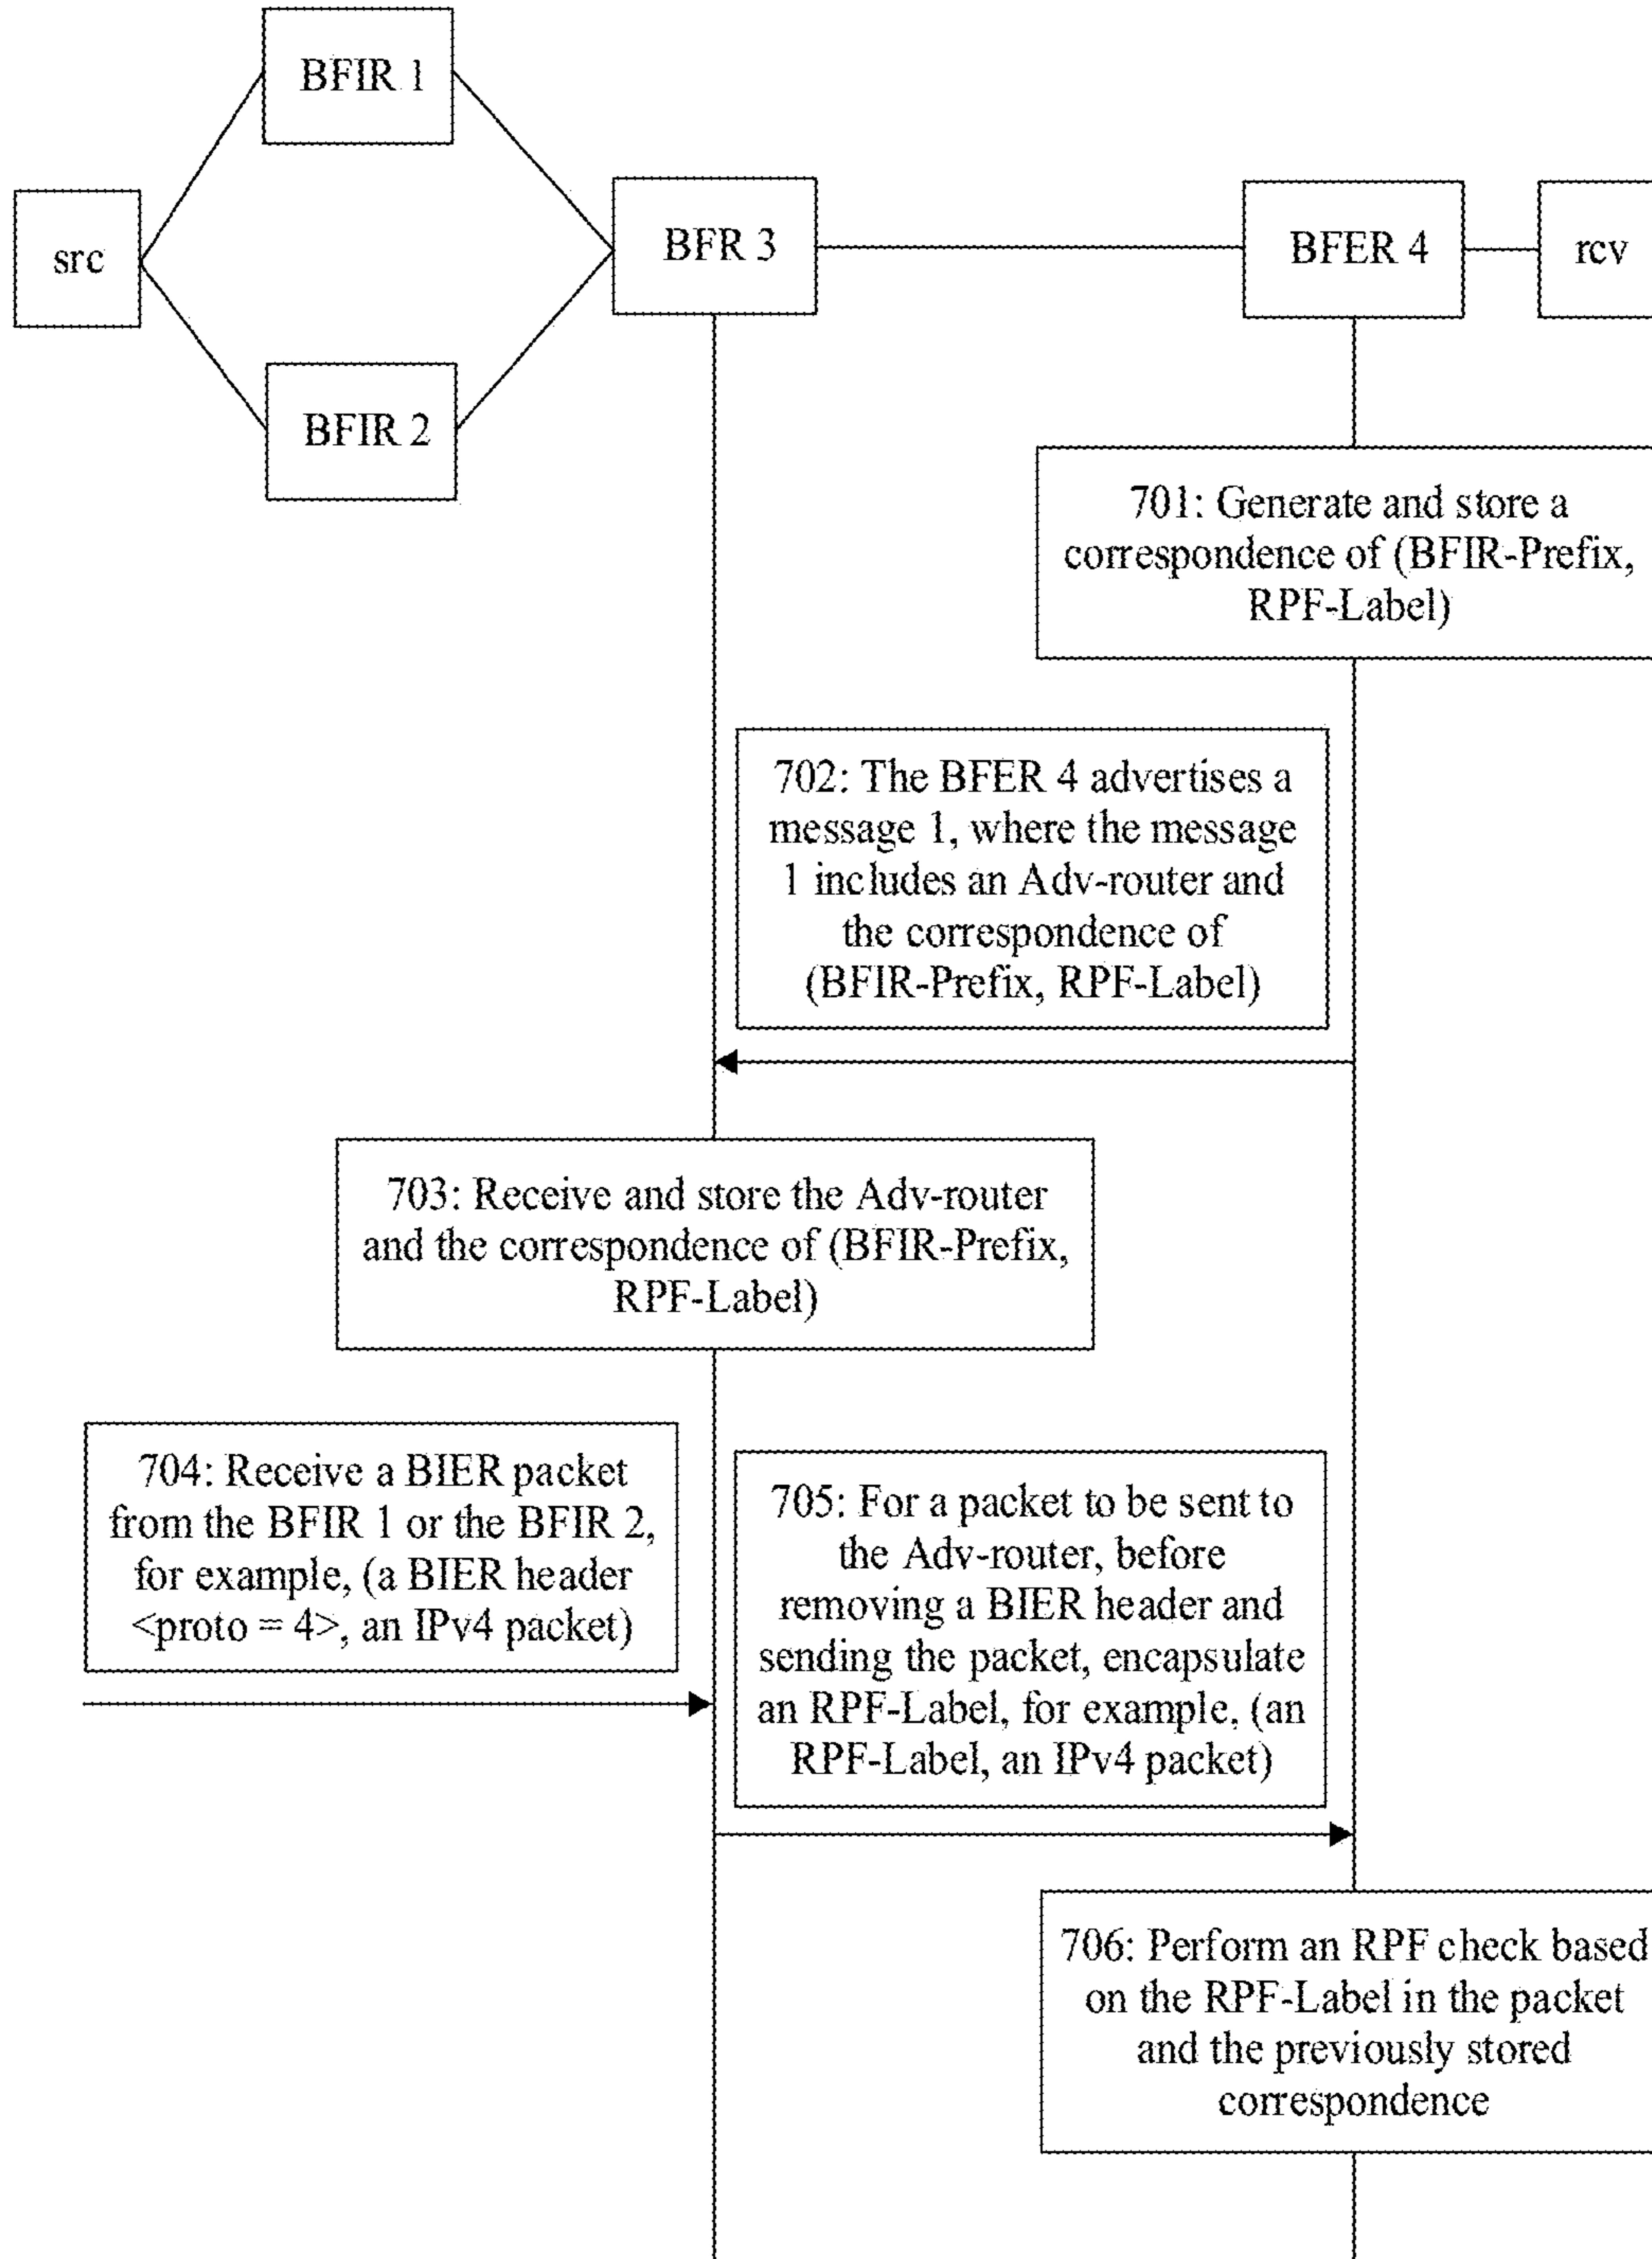 BFIR 1
src
BFR 3
BFER 4
rcv
BFIR 2
701: Generate and store a
correspondence of (BFIR-Prefix,
RPF-Label)
702: The BFER 4 advertises a
message 1, where the message
1 includes an Adv-router and
the correspondence of
(BFIR-Prefix, RPF-Label)
703: Receive and store the Adv-router
and the correspondence of (BFIR-Prefix,
RPF-Label)
704: Receive a BIER packet
from the BFIR 1 or the BFIR 2,
for example, (a BIER header
<proto = 4>, an IPv4 packet)
705: For a packet to be sent to
the Adv-router, before
removing a BIER header and
sending the packet, encapsulate
an RPF-Label, for example, (an
RPF-Label, an IPv4 packet)
706: Perform an RPF check based
on the RPF-Label in the packet
and the previously stored
correspondence